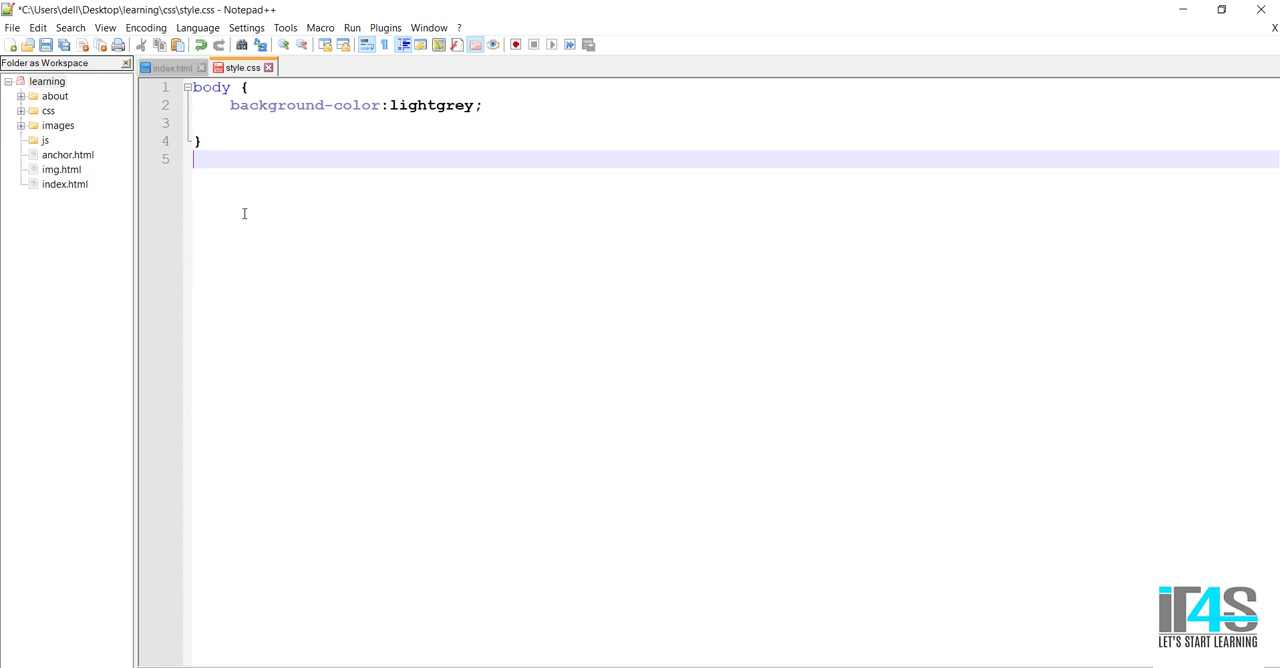 *C:\Users\dell\Desktop\learning\css\style.css - Notepad++
File Edit Search View Encoding Language Settings Tools Macro Run Plugins Window ? X
Folder as Workspace
index.html style.css
learning
about
css
images
js
anchor.html
img.html
index.html
1 body {
2 background-color:lightgrey;
3
4 }
5
iT4S
LET'S START LEARNING